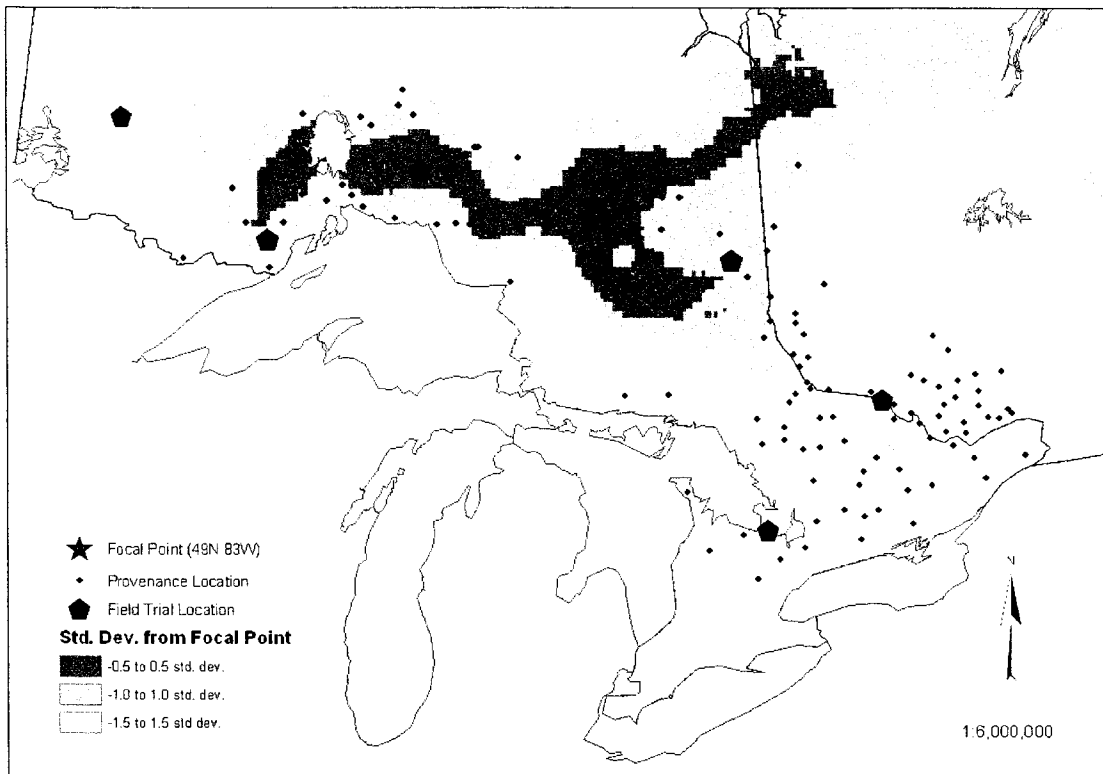 Focal Point (49N 83W)
Provenance Location
Field Trial Location
Std. Dev. from Focal Point
-0.5 to 0.5 std. dev.
-1.0 to 1.0 std. dev.
-1.5 to 1.5 std dev.
N
1:6,000,000